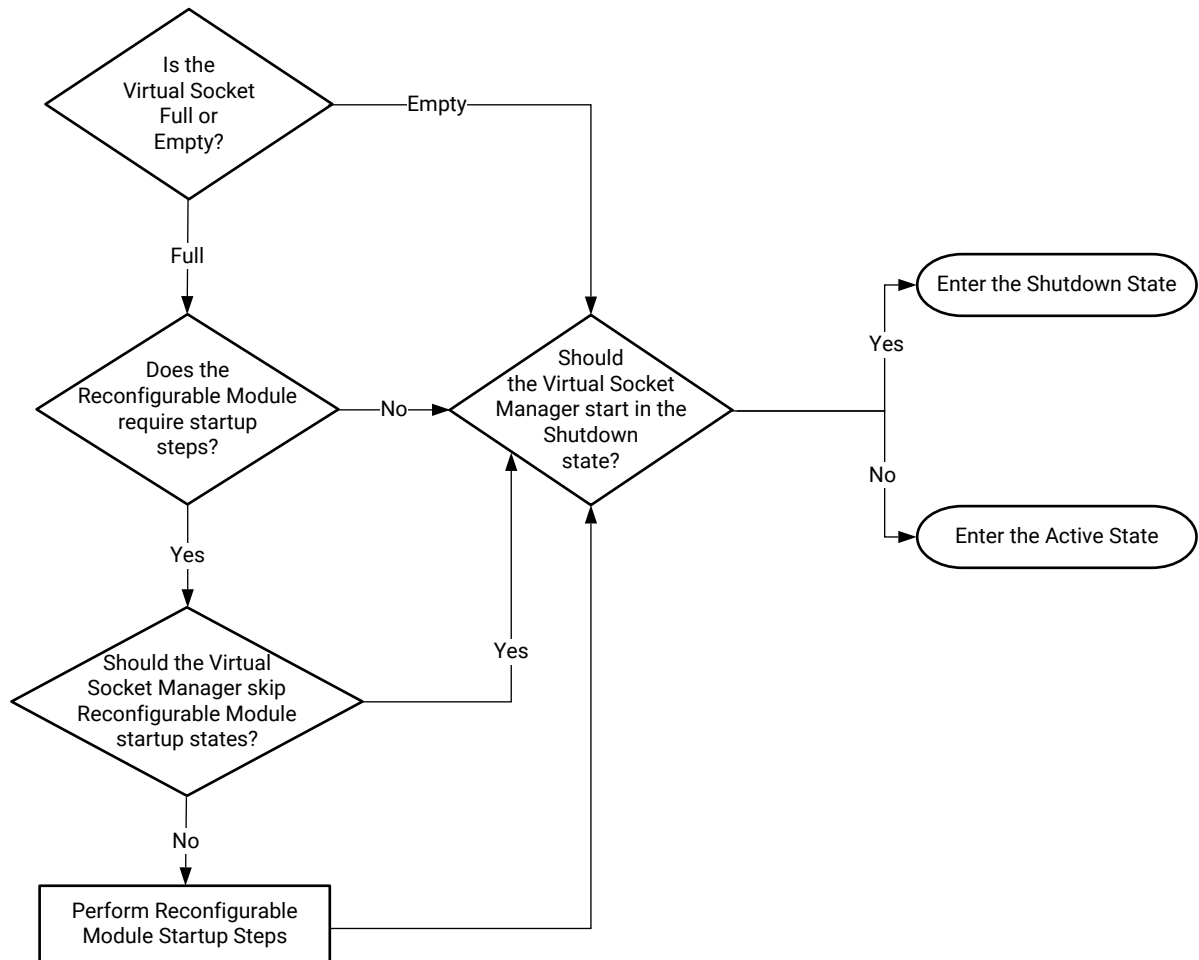 Is the
Virtual Socket
Full or
Empty?
Empty
Full
Does the
Reconfigurable Module
require startup
steps?
No
Should
the Virtual Socket
Manager start in the
Shutdown
state?
Yes
Enter the Shutdown State
No
Enter the Active State
Yes
Should the Virtual
Socket Manager skip
Reconfigurable Module
startup states?
Yes
No
Perform Reconfigurable
Module Startup Steps